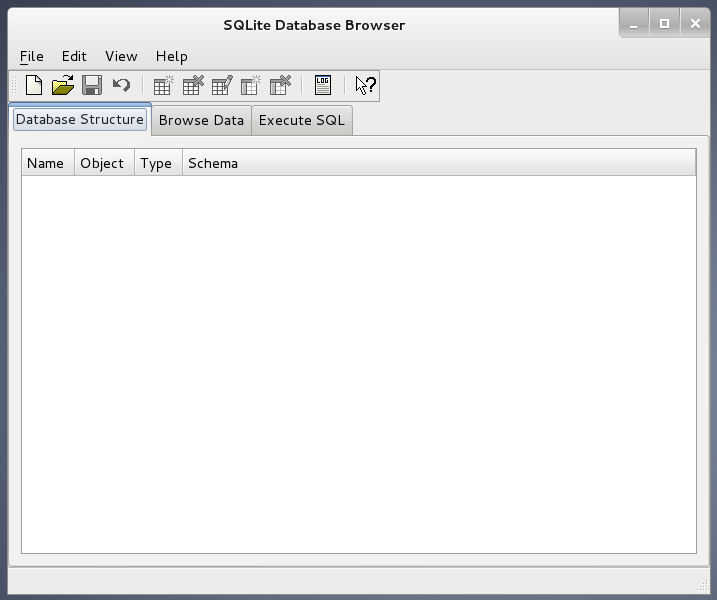 SQLite Database Browser
File Edit View Help
LOG
Database Structure Browse Data Execute SQL
Name Object Type Schema